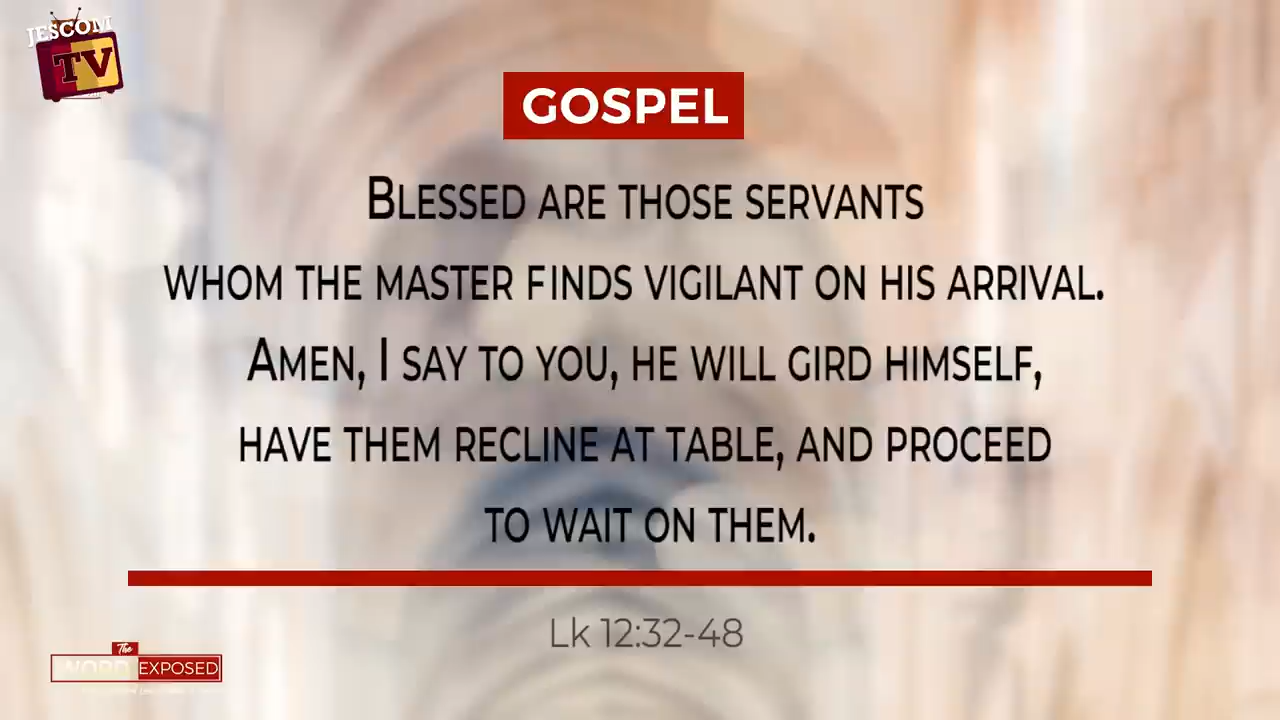 JESCOM
TV
GOSPEL
BLESSED ARE THOSE SERVANTS
WHOM THE MASTER FINDS VIGILANT ON HIS ARRIVAL.
AMEN, I SAY TO YOU, HE WILL GIRD HIMSELF,
HAVE THEM RECLINE AT TABLE, AND PROCEED
TO WAIT ON THEM.
Lk 12:32-48
The
WORD EXPOSED